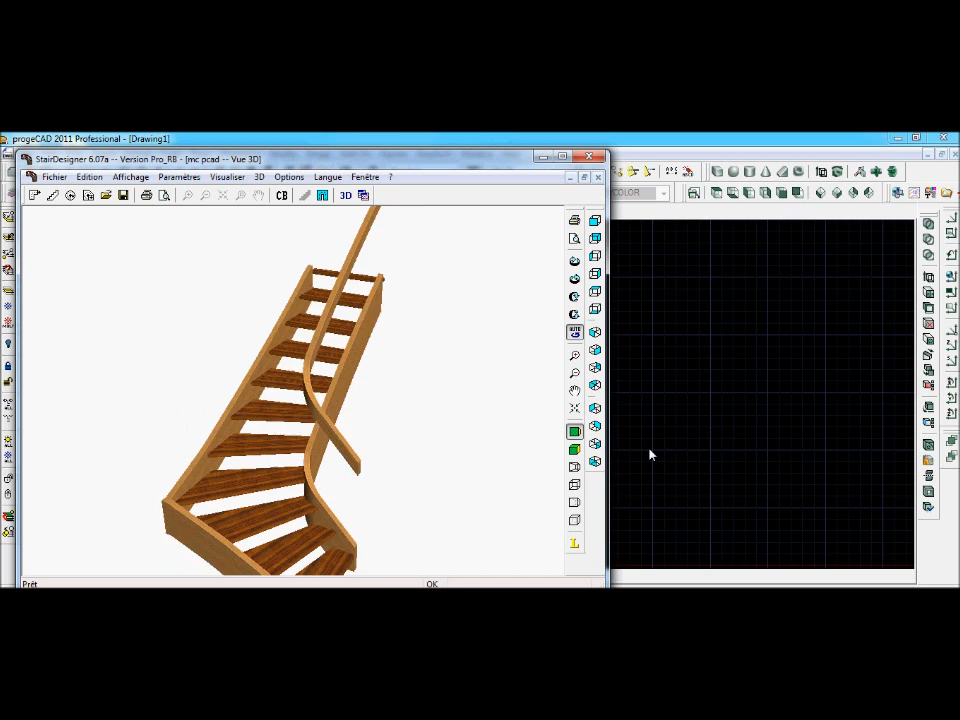 progeCAD 2011 Professional - [Drawing1]
StairDesigner 6.07a -- Version Pro_RB - [mc pcad -- Vue 3D]
Fichier Edition Affichage Paramètres Visualiser 3D Options Langue Fenêtre ?
CB 3D
COLOR
AUTO
L
Prêt OK